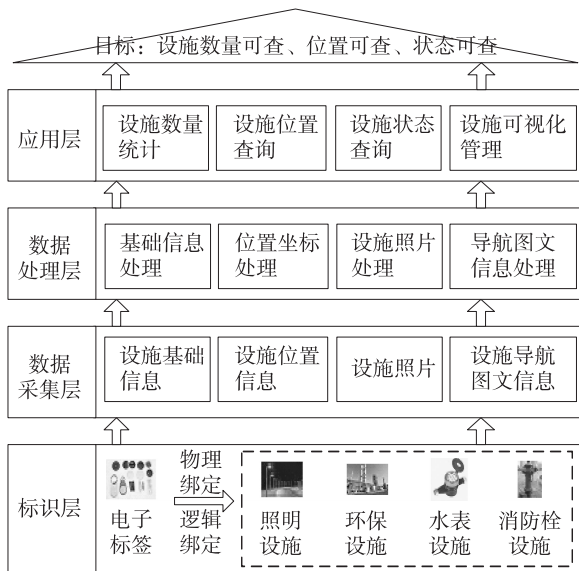 目标：设施数量可查、位置可查、状态可查
应用层
设施数量
统计
设施位置
查询
设施状态
查询
设施可视化
管理
数据
处理层
基础信息
处理
位置坐标
处理
设施照片
处理
导航图文
信息处理
数据
采集层
设施基础
信息
设施位置
信息
设施照片
设施导航
图文信息
标识层
电子
标签
物理
绑定
逻辑
绑定
照明
设施
环保
设施
水表
设施
消防栓
设施